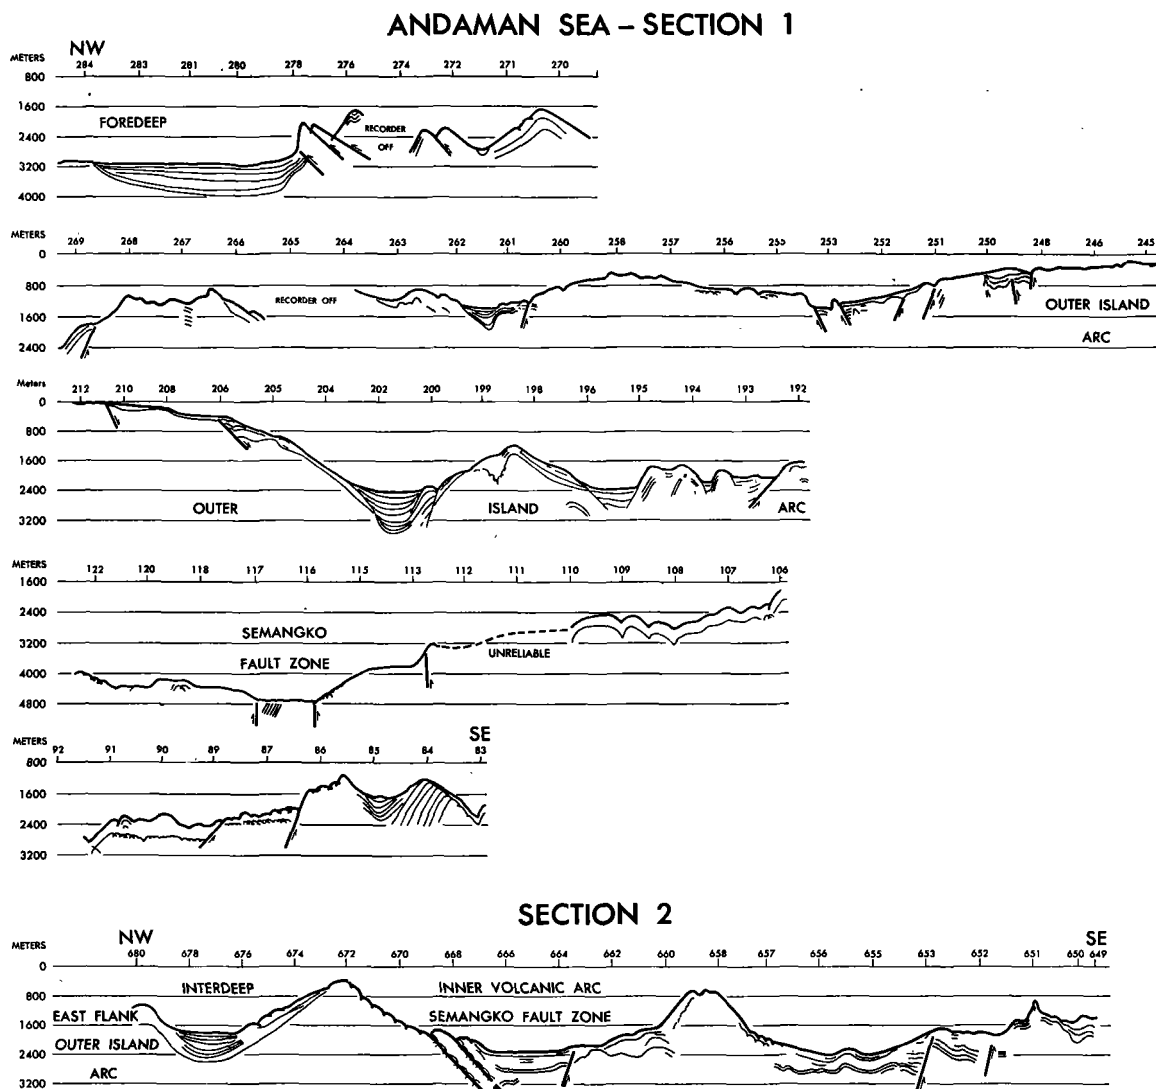 ANDAMAN SEA – SECTION 1
NW
METERS 284 283 281 280 278 276 274 272 271 270
800
1600
FOREDEEP
RECORDER
2400
OFF
3200
4000
METERS 269 268 267 266 265 264 263 262 261 260 258 257 256 255 253 252 251 250 248 246 245
0
800
RECORDER OFF
OUTER ISLAND
1600
ARC
2400
Meters 212 210 208 206 205 204 202 200 199 198 196 195 194 193 192
0
800
1600
2400
OUTER ISLAND ARC
3200
METERS 122 120 118 117 116 115 113 112 111 110 109 108 107 106
1600
2400
SEMANGKO
3200
UNRELIABLE
FAULT ZONE
4000
4800
SE
METERS
92 91 90 89 87 86 85 84 83
800
1600
2400
3200
SECTION 2
NW SE
METERS 680 678 676 674 672 670 668 666 664 662 660 658 657 656 655 653 652 651 650 649
0
INTERDEEP INNER VOLCANIC ARC
800
EAST FLANK SEMANGKO FAULT ZONE
1600
OUTER ISLAND
2400
ARC
3200